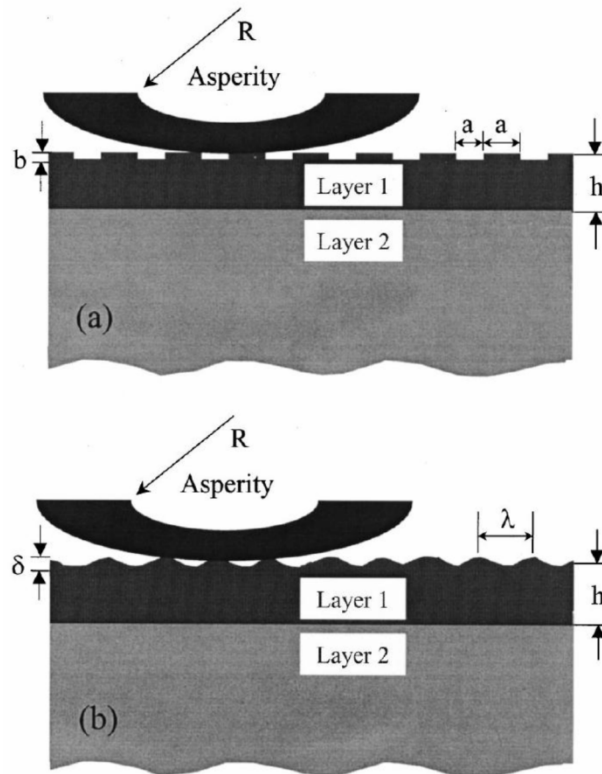 R
Asperity
a a
b
h
Layer 1
Layer 2
(a)
R
Asperity
λ
δ
h
Layer 1
Layer 2
(b)